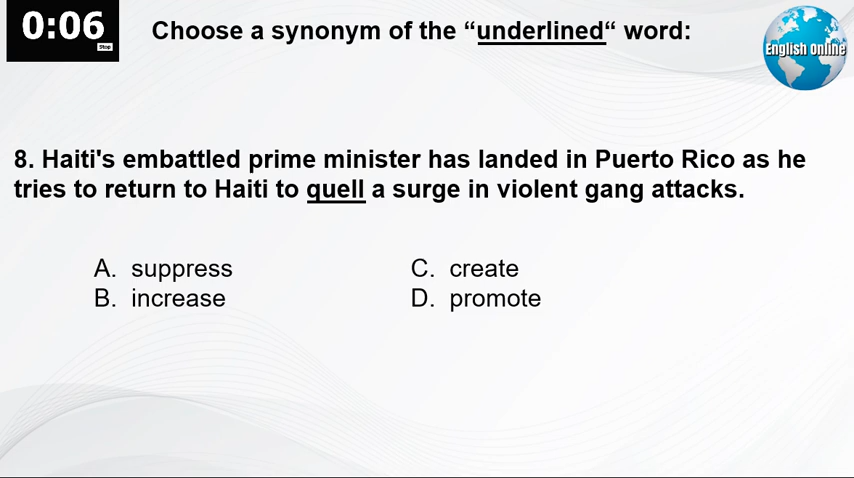 0:06
Stop
Choose a synonym of the “underlined“ word:
English Online
8. Haiti's embattled prime minister has landed in Puerto Rico as he
tries to return to Haiti to quell a surge in violent gang attacks.
A. suppress
B. increase
C. create
D. promote